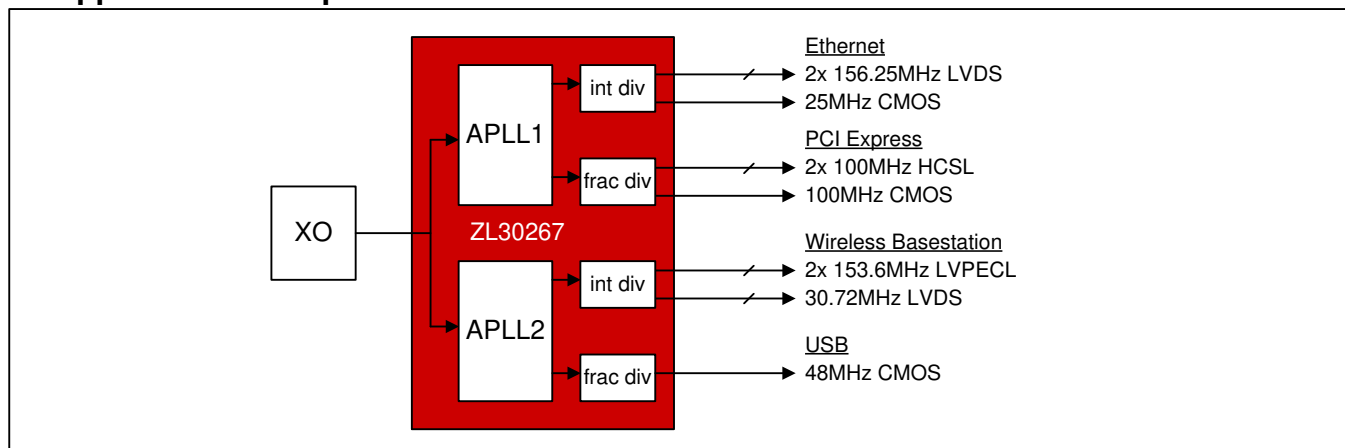 Ethernet
2x 156.25MHz LVDS
25MHz CMOS
PCI Express
2x 100MHz HCSL
100MHz CMOS
Wireless Basestation
2x 153.6MHz LVPECL
30.72MHz LVDS
USB
48MHz CMOS
XO
APLL1
int div
frac div
ZL30267
APLL2
int div
frac div